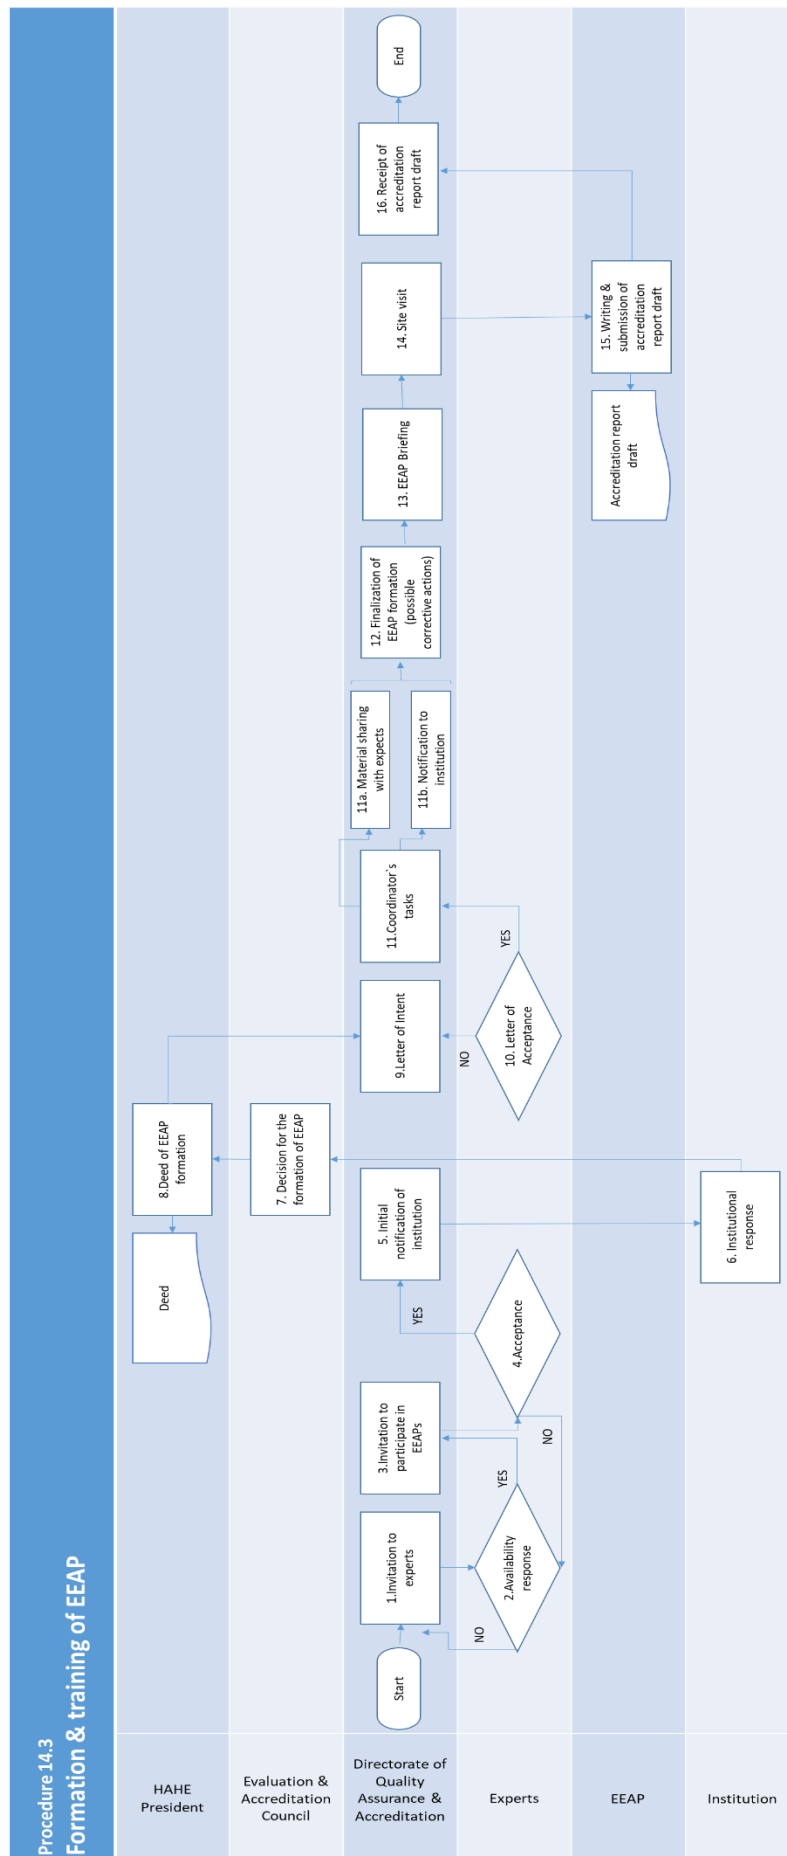 Procedure 14.3
Formation & training of EEAP
HAHE
President
Evaluation &
Accreditation
Council
Directorate of
Quality
Assurance &
Accreditation
Experts
EEAP
Institution
Start
1.Invitation to
experts
2.Availability
response
NO
YES
3.Invitation to
participate in
EEAPs
4.Acceptance
NO
YES
5. Initial
notification of
institution
6. Institutional
response
7. Decision for the
formation of EEAP
8.Deed of EEAP
formation
Deed
9.Letter of Intent
10. Letter of
Acceptance
NO
YES
11.Coordinator`s
tasks
11a. Material sharing
with expects
11b. Notification to
institution
12. Finalization of
EEAP formation
(possible
corrective actions)
13. EEAP Briefing
14. Site visit
15. Writing &
submission of
accreditation
report draft
Accreditation report
draft
16. Receipt of
accreditation
report draft
End